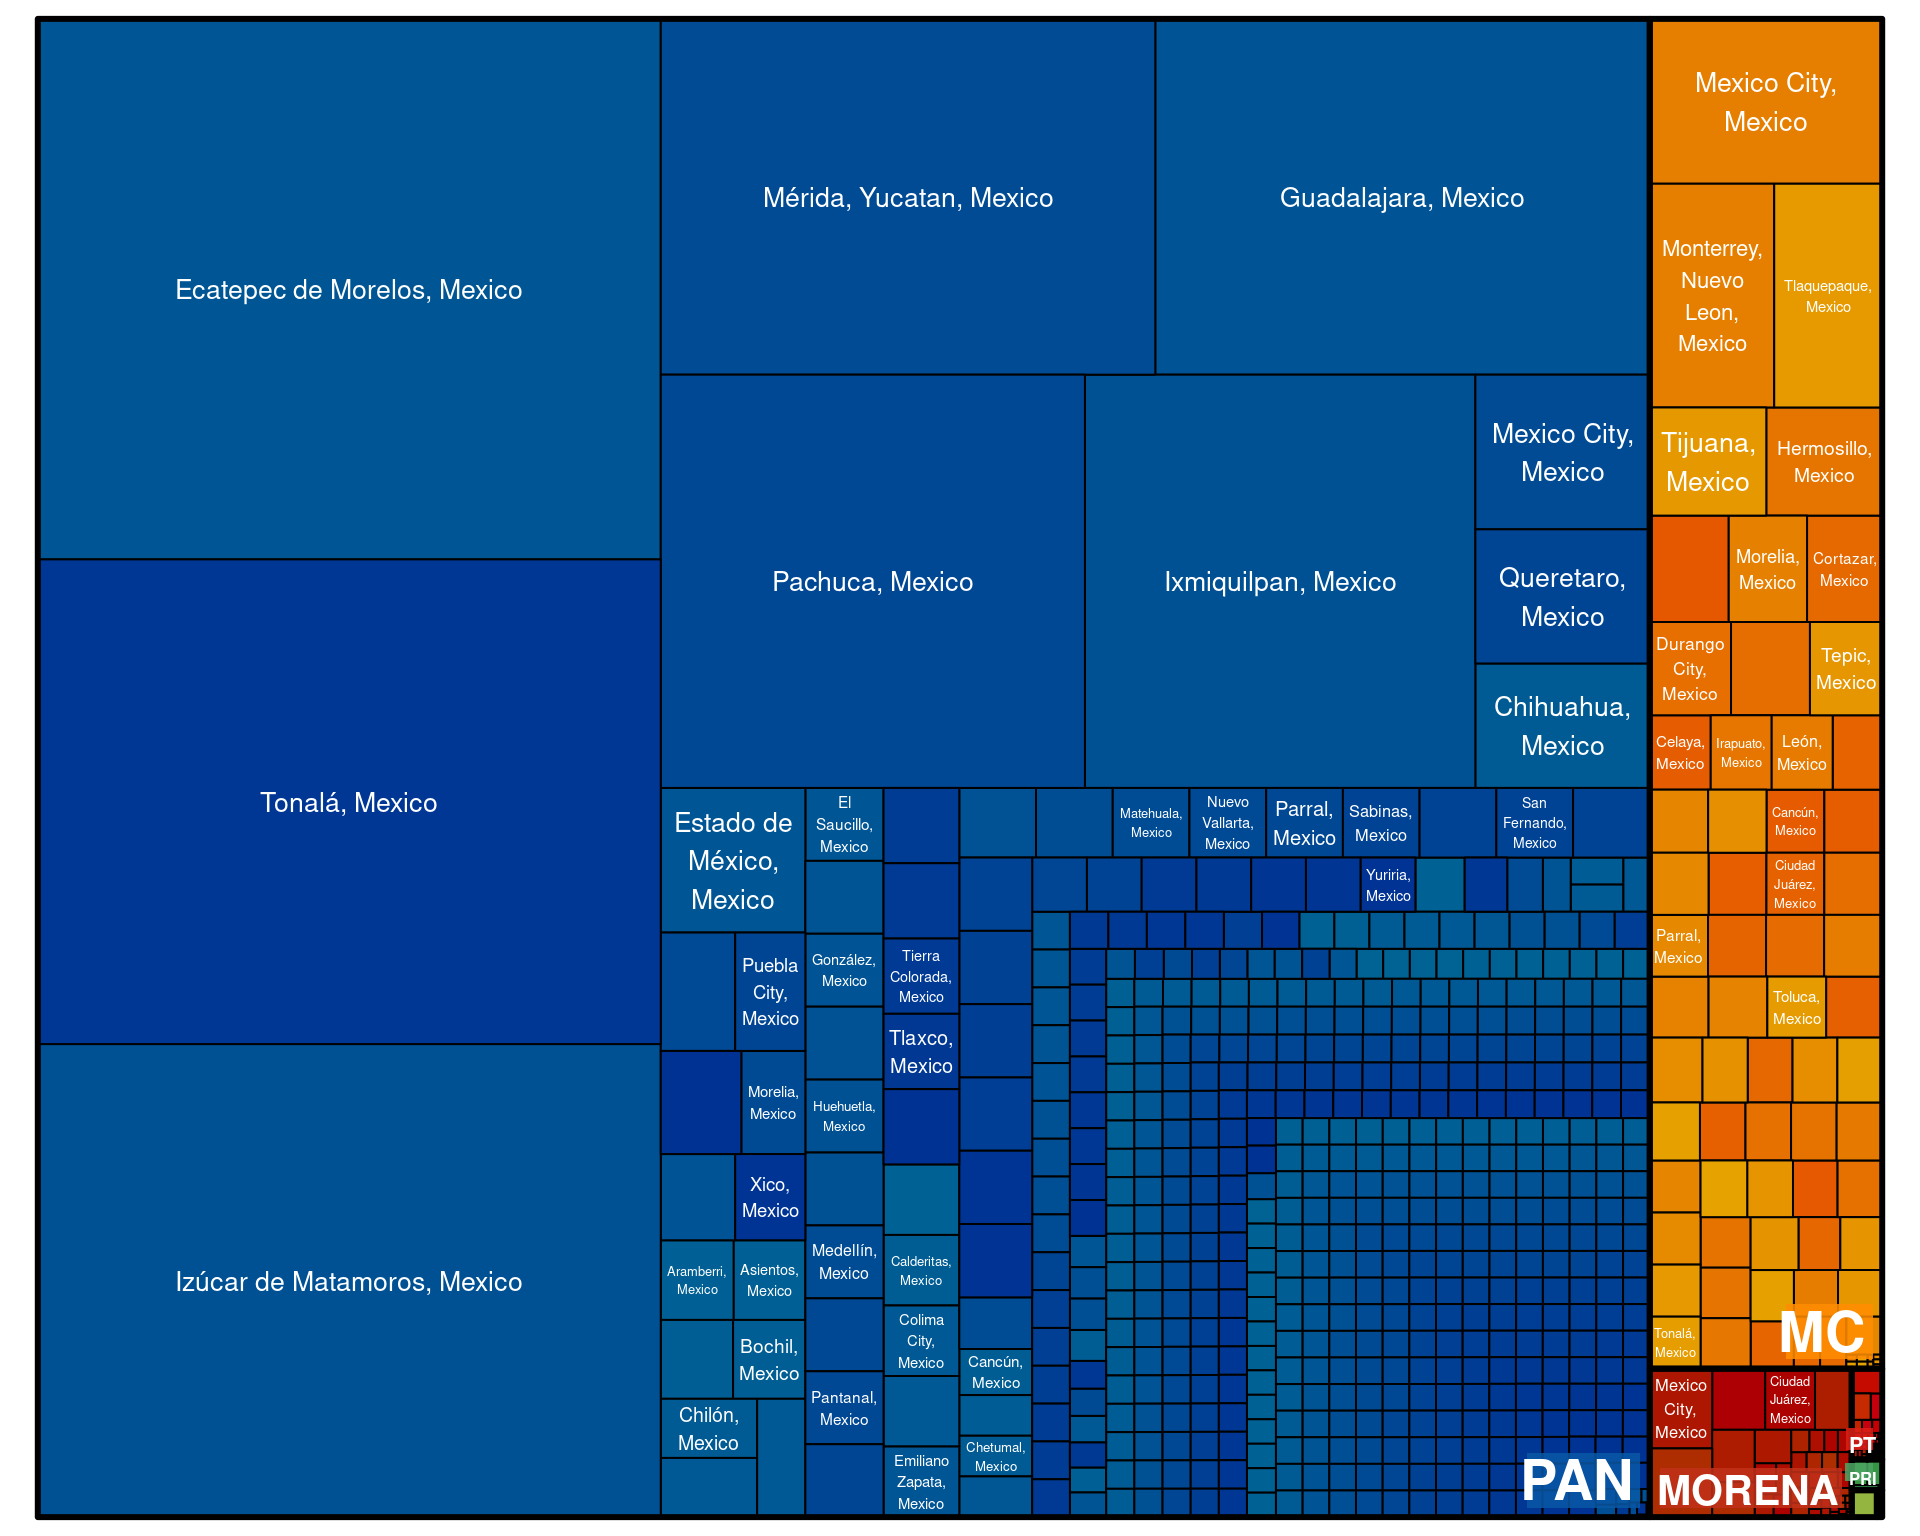 Ecatepec de Morelos, Mexico
Tonalá, Mexico
Izúcar de Matamoros, Mexico
Mérida, Yucatan, Mexico
Guadalajara, Mexico
Pachuca, Mexico
Ixmiquilpan, Mexico
Mexico City,
Mexico
Queretaro,
Mexico
Chihuahua,
Mexico
Estado de
México,
Mexico
Puebla
City,
Mexico
Morelia,
Mexico
Xico,
Mexico
Aramberri,
Mexico
Asientos,
Mexico
Bochil,
Mexico
Chilón,
Mexico
El
Saucillo,
Mexico
González,
Mexico
Huehuetla,
Mexico
Medellín,
Mexico
Pantanal,
Mexico
Tierra
Colorada,
Mexico
Tlaxco,
Mexico
Calderitas,
Mexico
Colima
City,
Mexico
Emiliano
Zapata,
Mexico
Cancún,
Mexico
Chetumal,
Mexico
Matehuala,
Mexico
Nuevo
Vallarta,
Mexico
Parral,
Mexico
Sabinas,
Mexico
San
Fernando,
Mexico
Yuriria,
Mexico
PAN
Mexico City,
Mexico
Monterrey,
Nuevo
Leon,
Mexico
Tlaquepaque,
Mexico
Tijuana,
Mexico
Hermosillo,
Mexico
Morelia,
Mexico
Cortazar,
Mexico
Durango
City,
Mexico
Tepic,
Mexico
Celaya,
Mexico
Irapuato,
Mexico
León,
Mexico
Cancún,
Mexico
Ciudad
Juárez,
Mexico
Parral,
Mexico
Toluca,
Mexico
Tonalá,
Mexico
MC
Mexico
City,
Mexico
Ciudad
Juárez,
Mexico
MORENA
PT
PRI